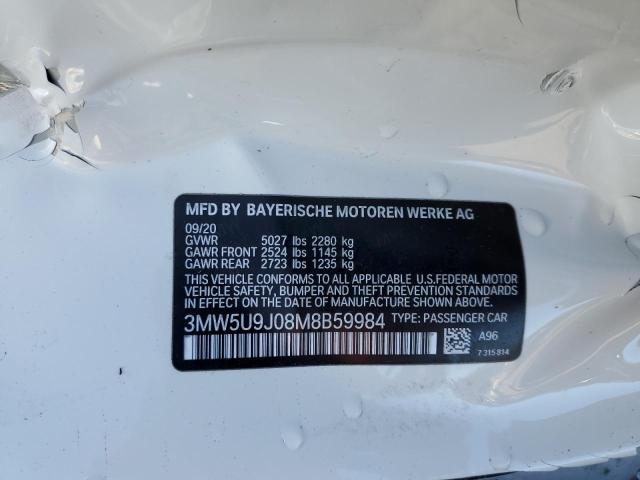 MFD BY BAYERISCHE MOTOREN WERKE AG
09/20
GVWR 5027 lbs 2280 kg
GAWR FRONT 2524 lbs 1145 kg
GAWR REAR 2723 lbs 1235 kg
THIS VEHICLE CONFORMS TO ALL APPLICABLE U.S.FEDERAL MOTOR
VEHICLE SAFETY, BUMPER AND THEFT PREVENTION STANDARDS
IN EFFECT ON THE DATE OF MANUFACTURE SHOWN ABOVE.
3MW5U9J08M8B59984 TYPE: PASSENGER CAR
A96
7 315 814